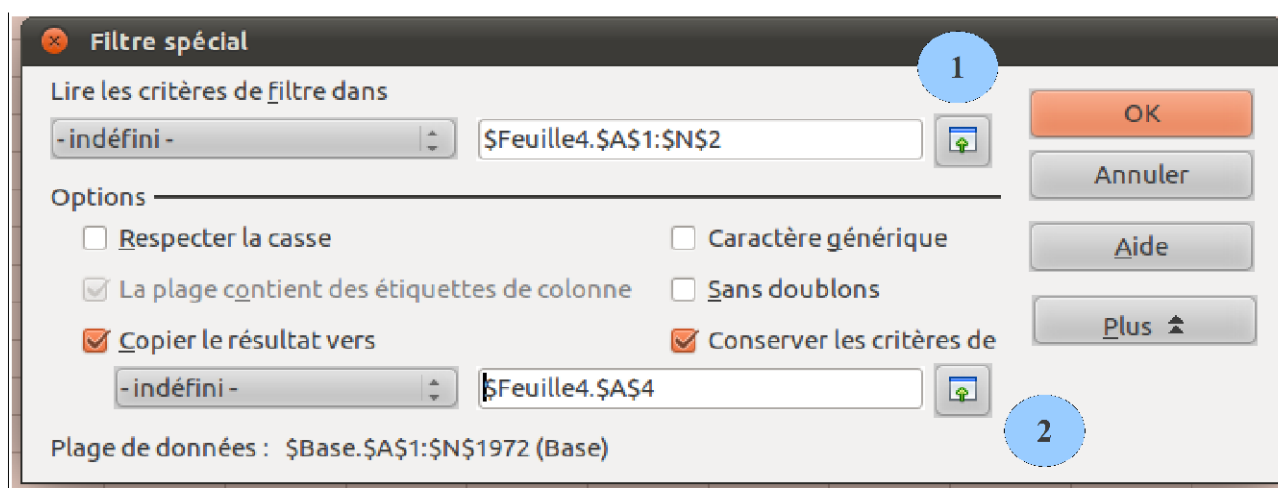 Filtre spécial
1
Lire les critères de filtre dans
- indéfini -
$Feuille4.$A$1:$N$2
OK
Annuler
Options
Respecter la casse
Caractère générique
Aide
La plage contient des étiquettes de colonne
Sans doublons
Plus
Copier le résultat vers
Conserver les critères de
- indéfini -
$Feuille4.$A$4
2
Plage de données : $Base.$A$1:$N$1972 (Base)